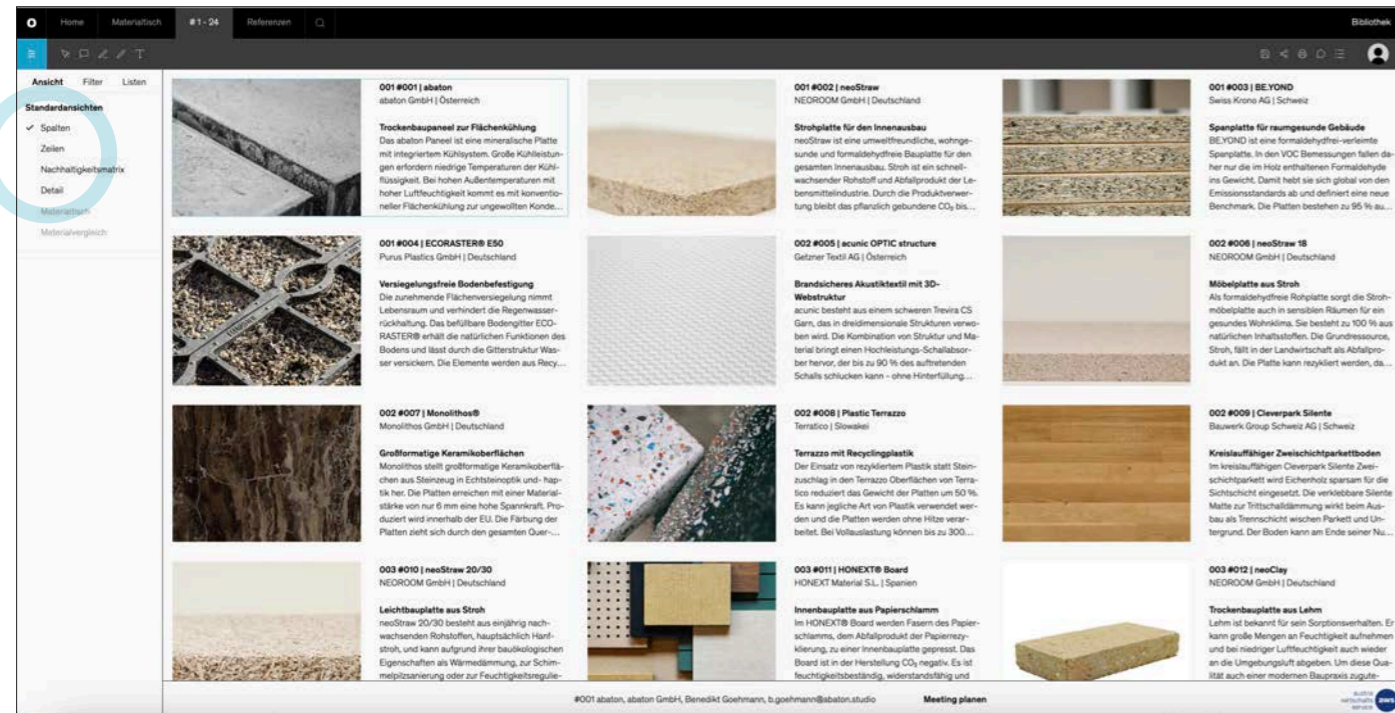 Home Materialtisch #1 - 24 Referenzen
Bibliothek
T
Ansicht Filter Listen
Standardansichten
Spalten
Zeilen
Nachhaltigkeitsmatrix
Detail
Materialtisch
Materialvergleich
001 #001 | abaton
abaton GmbH | Österreich
Trockenbaupaneel zur Flächenkühlung
Das abaton Paneel ist eine mineralische Platte
mit integriertem Kühlsystem. Große Kühlleistun-
gen erfordern niedrige Temperaturen der Kühl-
flüssigkeit. Bei hohen Außentemperaturen mit
hoher Luftfeuchtigkeit kommt es mit konventio-
neller Flächenkühlung zur ungewollten Konde...
001 #002 | neoStraw
NEOROOM GmbH | Deutschland
Strohplatte für den Innenausbau
neoStraw ist eine umweltfreundliche, wohnge-
sunde und formaldehydfreie Bauplatte für den
gesamten Innenausbau. Stroh ist ein schnell-
wachsender Rohstoff und Abfallprodukt der Le-
bensmittelindustrie. Durch die Produktverwer-
tung bleibt das pflanzlich gebundene CO₂ bis...
001 #003 | BE.YOND
Swiss Krono AG | Schweiz
Spanplatte für raumgesunde Gebäude
BE.YOND ist eine formaldehydfrei-verleimte
Spanplatte. In den VOC Bemessungen fallen da-
her nur die im Holz enthaltenen Formaldehyde
ins Gewicht. Damit hebt sie sich global von den
Emissionsstandards ab und definiert eine neue
Benchmark. Die Platten bestehen zu 95 % au...
001 #004 | ECORASTER® E50
Purus Plastics GmbH | Deutschland
Versiegelungsfreie Bodenbefestigung
Die zunehmende Flächenversiegelung nimmt
Lebensraum und verhindert die Regenwasser-
rückhaltung. Das befüllbare Bodengitter ECO-
RASTER® erhält die natürlichen Funktionen des
Bodens und lässt durch die Gitterstruktur Was-
ser versickern. Die Elemente werden aus Recy...
002 #005 | acunic OPTIC structure
Getzner Textil AG | Österreich
Brandsicheres Akustiktextil mit 3D-
Webstruktur
acunic besteht aus einem schweren Trevira CS
Garn, das in dreidimensionale Strukturen verwo-
ben wird. Die Kombination von Struktur und Ma-
terial bringt einen Hochleistungs-Schallabsor-
ber hervor, der bis zu 90 % des auftretenden
Schalls schlucken kann - ohne Hinterfüllung...
002 #006 | neoStraw 18
NEOROOM GmbH | Deutschland
Möbelplatte aus Stroh
Als formaldehydfreie Rohplatte sorgt die Stroh-
möbelplatte auch in sensiblen Räumen für ein
gesundes Wohnklima. Sie besteht zu 100 % aus
natürlichen Inhaltsstoffen. Die Grundressource,
Stroh, fällt in der Landwirtschaft als Abfallpro-
dukt an. Die Platte kann rezykliert werden, da...
002 #007 | Monolithos®
Monolithos GmbH | Deutschland
Großformatige Keramikoberflächen
Monolithos stellt großformatige Keramikoberflä-
chen aus Steinzeug in Echtsteinoptik und- hap-
tik her. Die Platten erreichen mit einer Material-
stärke von nur 6 mm eine hohe Spannkraft. Pro-
duziert wird innerhalb der EU. Die Färbung der
Platten zieht sich durch den gesamten Quer-...
002 #008 | Plastic Terrazzo
Terratico | Slowakei
Terrazzo mit Recyclingplastik
Der Einsatz von rezykliertem Plastik statt Stein-
zuschlag in den Terrazzo Oberflächen von Terra-
tico reduziert das Gewicht der Platten um 50 %.
Es kann jegliche Art von Plastik verwendet wer-
den und die Platten werden ohne Hitze verar-
beitet. Bei Vollauslastung können bis zu 300...
002 #009 | Cleverpark Silente
Bauwerk Group Schweiz AG | Schweiz
Kreislauffähiger Zweischichtparkettboden
Im kreislauffähigen Cleverpark Silente Zwei-
schichtparkett wird Eichenholz sparsam für die
Sichtschicht eingesetzt. Die verklebbare Silente
Matte zur Trittschalldämmung wirkt beim Aus-
bau als Trennschicht wischen Parkett und Un-
tergrund. Der Boden kann am Ende seiner Nu...
003 #010 | neoStraw 20/30
NEOROOM GmbH | Deutschland
Leichtbauplatte aus Stroh
neoStraw 20/30 besteht aus einjährig nach-
wachsenden Rohstoffen, hauptsächlich Hanf-
stroh, und kann aufgrund ihrer bauökologischen
Eigenschaften als Wärmedämmung, zur Schim-
melpilzsanierung oder zur Feuchtigkeitsregulie-
003 #011 | HONEXT® Board
HONEXT Material S.L. | Spanien
Innenbauplatte aus Papierschlamm
Im HONEXT® Board werden Fasern des Papier-
schlamms, dem Abfallprodukt der Papierrezy-
klierung, zu einer Innenbauplatte gepresst. Das
Board ist in der Herstellung CO₂ negativ. Es ist
feuchtigkeitsbeständig, widerstandsfähig und
003 #012 | neoClay
NEOROOM GmbH | Deutschland
Trockenbauplatte aus Lehm
Lehm ist bekannt für sein Sorptionsverhalten. Er
kann große Mengen an Feuchtigkeit aufnehmen
und bei niedriger Luftfeuchtigkeit auch wieder
an die Umgebungsluft abgeben. Um diese Qua-
lität auch einer modernen Baupraxis zugute-
#001 abaton, abaton GmbH, Benedikt Goehmann, b.goehmann@abaton.studio Meeting planen
austria
wirtschafts
service
aws